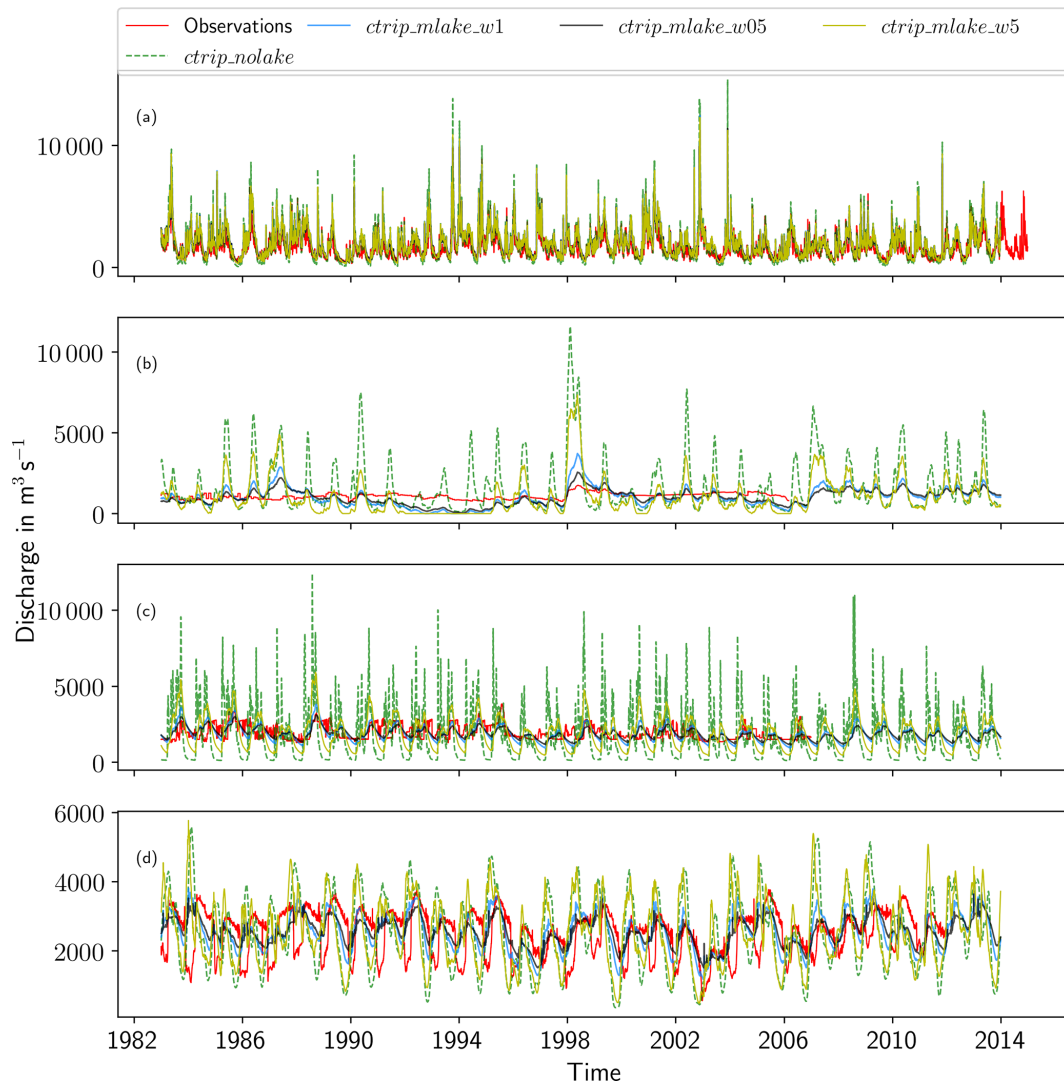 Observations ctrip_mlake_w1 ctrip_mlake_w05 ctrip_mlake_w5
ctrip_nolake
(a)
10 000
0
(b)
10 000
5000
0
(c)
10 000
5000
0
(d)
6000
4000
2000
Discharge in m³ s⁻¹
1982 1986 1990 1994 1998 2002 2006 2010 2014
Time